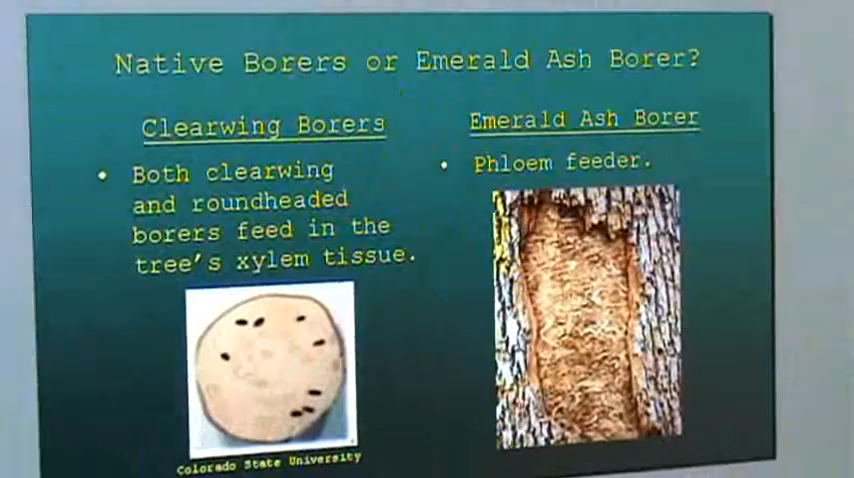 Native Borers or Emerald Ash Borer?
Clearwing Borers
• Both clearwing
and roundheaded
borers feed in the
tree's xylem tissue.
Colorado State University
Emerald Ash Borer
• Phloem feeder.